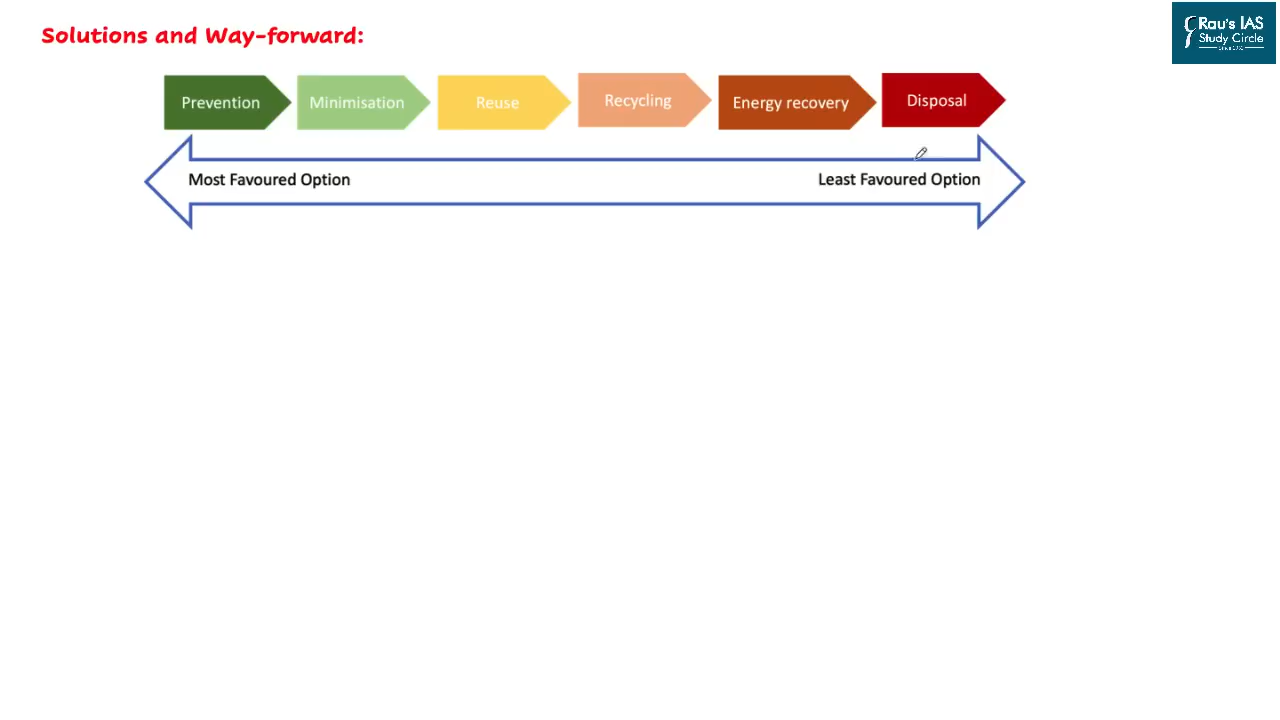 Solutions and Way-forward:
Rau's IAS
Study Circle
Prevention
Minimisation
Reuse
Recycling
Energy recovery
Disposal
Most Favoured Option
Least Favoured Option